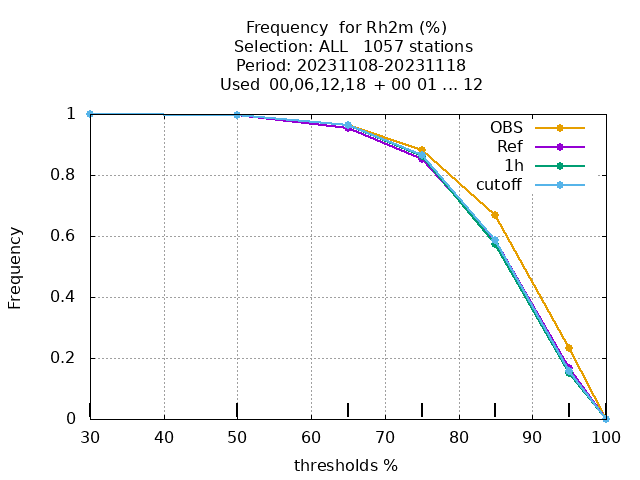 Frequency  for Rh2m (%)
Selection: ALL   1057 stations
Period: 20231108-20231118
Used  00,06,12,18  + 00 01 ... 12
OBS
Ref
1h
cutoff
1
0.8
0.6
0.4
0.2
0
Frequency
30 40 50 60 70 80 90 100
thresholds %